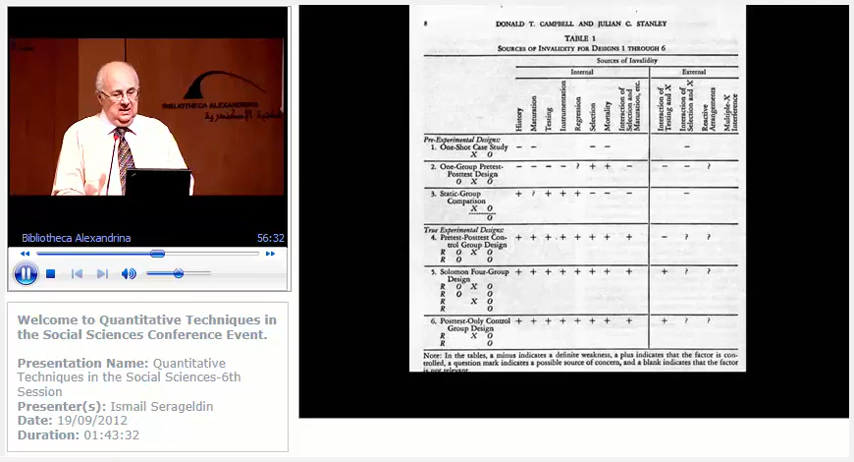 BIBLIOTHECA ALEXANDRINA
Bibliotheca Alexandrina 56:32
Welcome to Quantitative Techniques in
the Social Sciences Conference Event.
Presentation Name: Quantitative
Techniques in the Social Sciences-6th
Session
Presenter(s): Ismail Serageldin
Date: 19/09/2012
Duration: 01:43:32
8 DONALD T. CAMPBELL AND JULIAN C. STANLEY
TABLE 1
SOURCES OF INVALIDITY FOR DESIGNS 1 THROUGH 6
Sources of Invalidity
Internal External
History
Maturation
Testing
Instrumentation
Regression
Selection
Mortality
Interaction of
Selection and
Maturation, etc.
Interaction of
Testing and X
Interaction of
Selection and X
Reactive
Arrangements
Multiple-X
Interference
Pre-Experimental Designs:
1. One-Shot Case Study − − − − −
X O
2. One-Group Pretest- − − − − ? + + − − − ?
Posttest Design
O X O
3. Static-Group + ? + + + − − − −
Comparison
X O
O
True Experimental Designs:
4. Pretest-Posttest Con- + + + + + + + + − ? ?
trol Group Design
R O X O
R O O
5. Solomon Four-Group + + + + + + + + + ? ?
Design
R O X O
R O O
R X O
R O
6. Posttest-Only Control + + + + + + + + + ? ?
Group Design
R X O
R O
Note: In the tables, a minus indicates a definite weakness, a plus indicates that the factor is con-
trolled, a question mark indicates a possible source of concern, and a blank indicates that the factor
is not relevant.